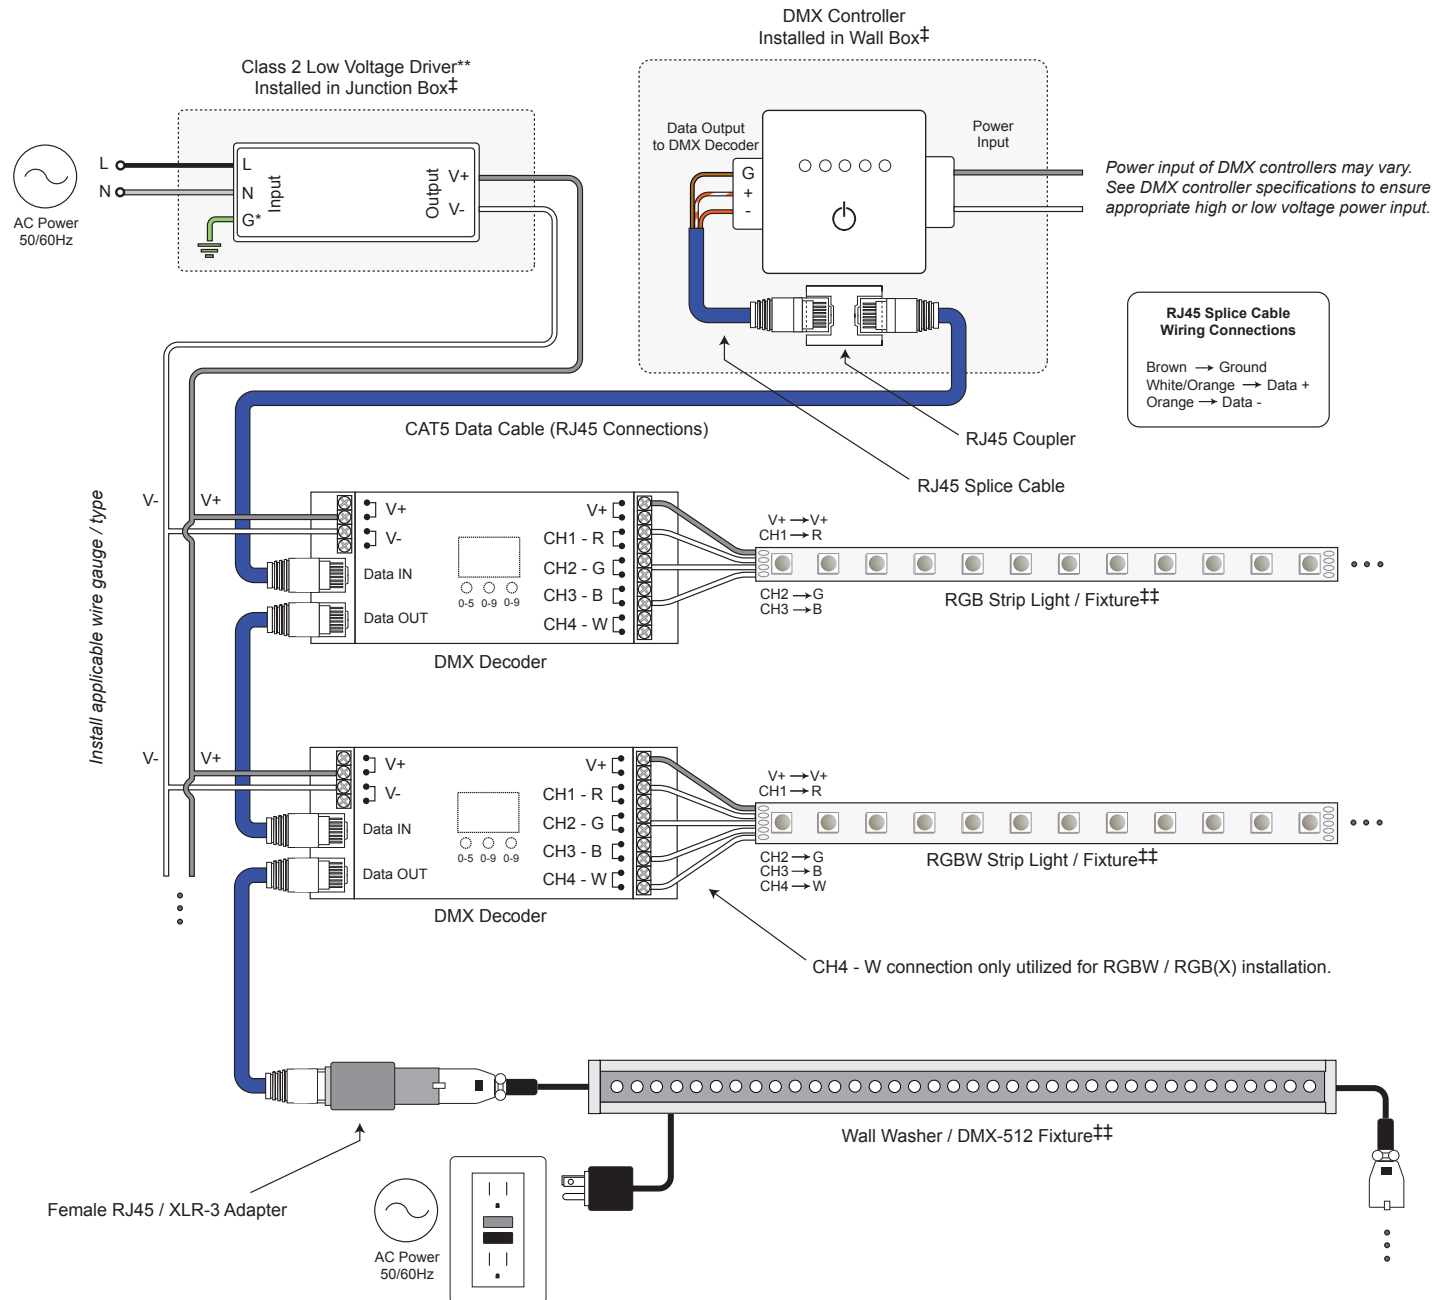 DMX Controller
Installed in Wall Box‡
Class 2 Low Voltage Driver**
Installed in Junction Box‡
Data Output
to DMX Decoder
Power
Input
L
N
AC Power
50/60Hz
L
N
G*
Input
Output
V+
V-
G
+
-
Power input of DMX controllers may vary.
See DMX controller specifications to ensure
appropriate high or low voltage power input.
RJ45 Splice Cable
Wiring Connections
Brown → Ground
White/Orange → Data +
Orange → Data -
CAT5 Data Cable (RJ45 Connections)
RJ45 Coupler
RJ45 Splice Cable
Install applicable wire gauge / type
V-
V+
V+
V-
Data IN
Data OUT
0-5 0-9 0-9
V+
CH1 - R
CH2 - G
CH3 - B
CH4 - W
DMX Decoder
V+ → V+
CH1 → R
CH2 → G
CH3 → B
RGB Strip Light / Fixture‡‡
V-
V+
V+
V-
Data IN
Data OUT
0-5 0-9 0-9
V+
CH1 - R
CH2 - G
CH3 - B
CH4 - W
DMX Decoder
V+ → V+
CH1 → R
CH2 → G
CH3 → B
CH4 → W
RGBW Strip Light / Fixture‡‡
CH4 - W connection only utilized for RGBW / RGB(X) installation.
Wall Washer / DMX-512 Fixture‡‡
Female RJ45 / XLR-3 Adapter
AC Power
50/60Hz